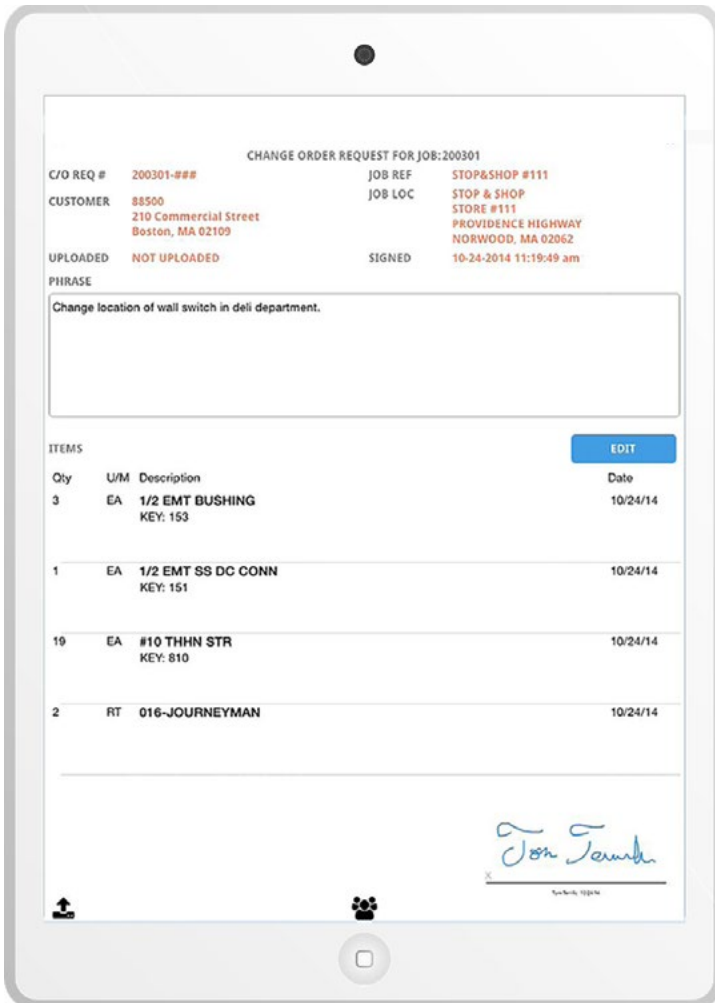 CHANGE ORDER REQUEST FOR JOB:200301
C/O REQ # 200301-### JOB REF STOP&SHOP #111
CUSTOMER 88500 JOB LOC STOP & SHOP
210 Commercial Street STORE #111
Boston, MA 02109 PROVIDENCE HIGHWAY
NORWOOD, MA 02062
UPLOADED NOT UPLOADED SIGNED 10-24-2014 11:19:49 am
PHRASE
Change location of wall switch in deli department.
ITEMS EDIT
Qty U/M Description Date
3 EA 1/2 EMT BUSHING 10/24/14
KEY: 153
1 EA 1/2 EMT SS DC CONN 10/24/14
KEY: 151
19 EA #10 THHN STR 10/24/14
KEY: 810
2 RT 016-JOURNEYMAN 10/24/14
X